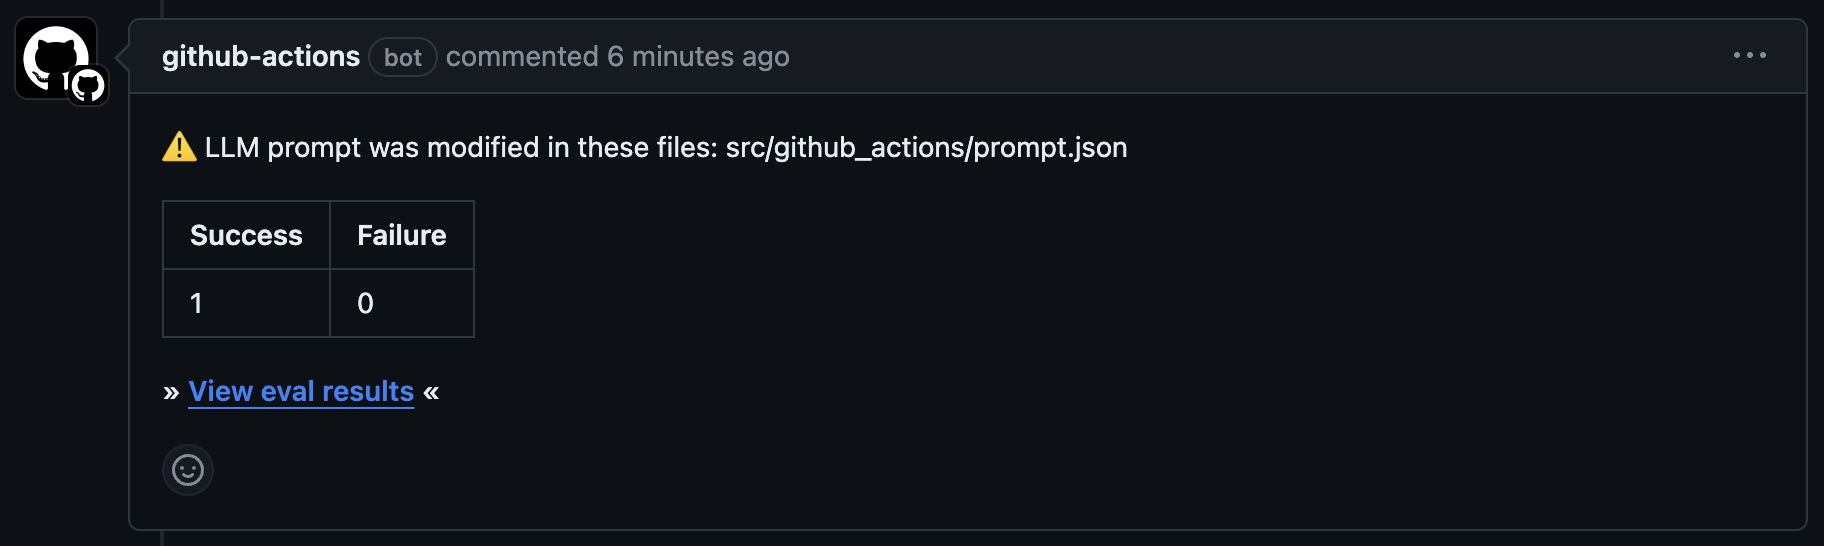 github-actions bot commented 6 minutes ago
⚠️ LLM prompt was modified in these files: src/github_actions/prompt.json
Success Failure
1 0
» View eval results «